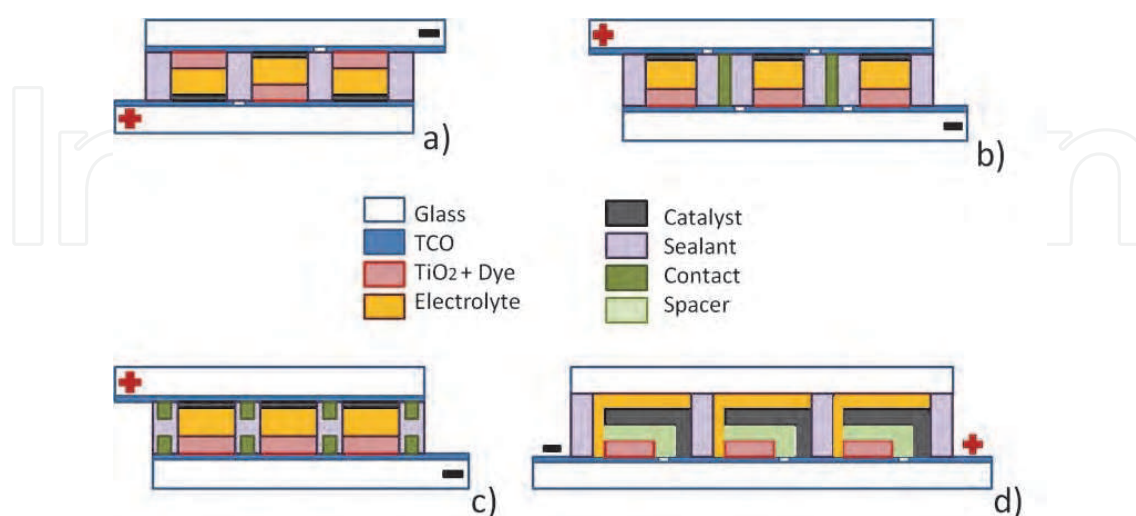 a)
b)
Glass
TCO
TiO2 + Dye
Electrolyte
Catalyst
Sealant
Contact
Spacer
c)
d)